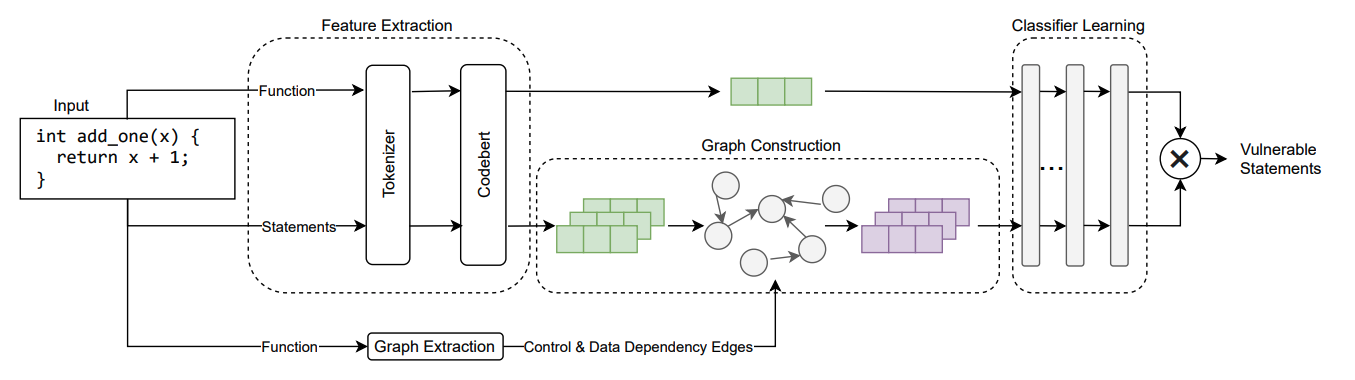 Feature Extraction
Classifier Learning
Input
Function
int add_one(x) {
return x + 1;
}
Tokenizer
Codebert
Graph Construction
...
Vulnerable
Statements
Statements
Function
Graph Extraction
Control & Data Dependency Edges